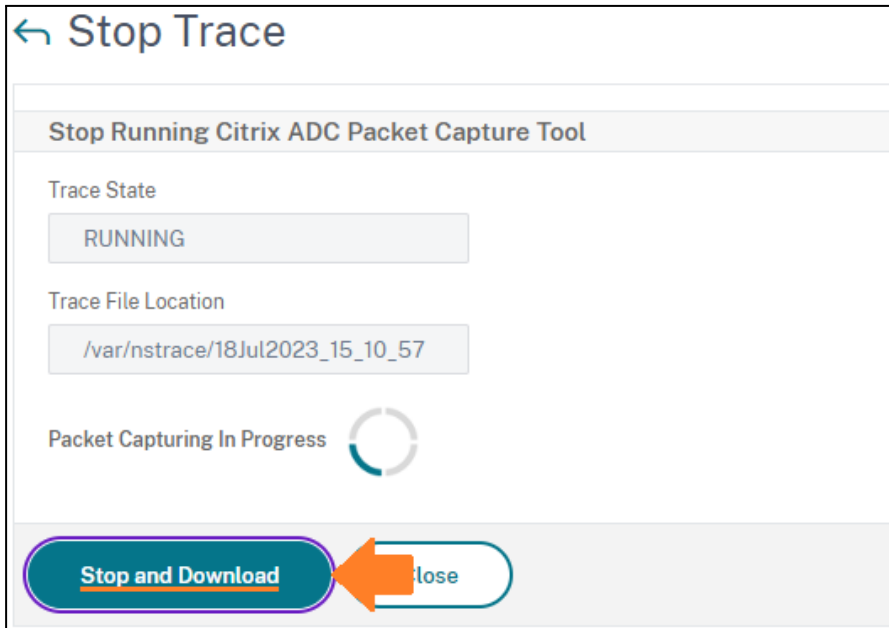 Stop Trace
Stop Running Citrix ADC Packet Capture Tool
Trace State
RUNNING
Trace File Location
/var/nstrace/18Jul2023_15_10_57
Packet Capturing In Progress
Stop and Download
lose